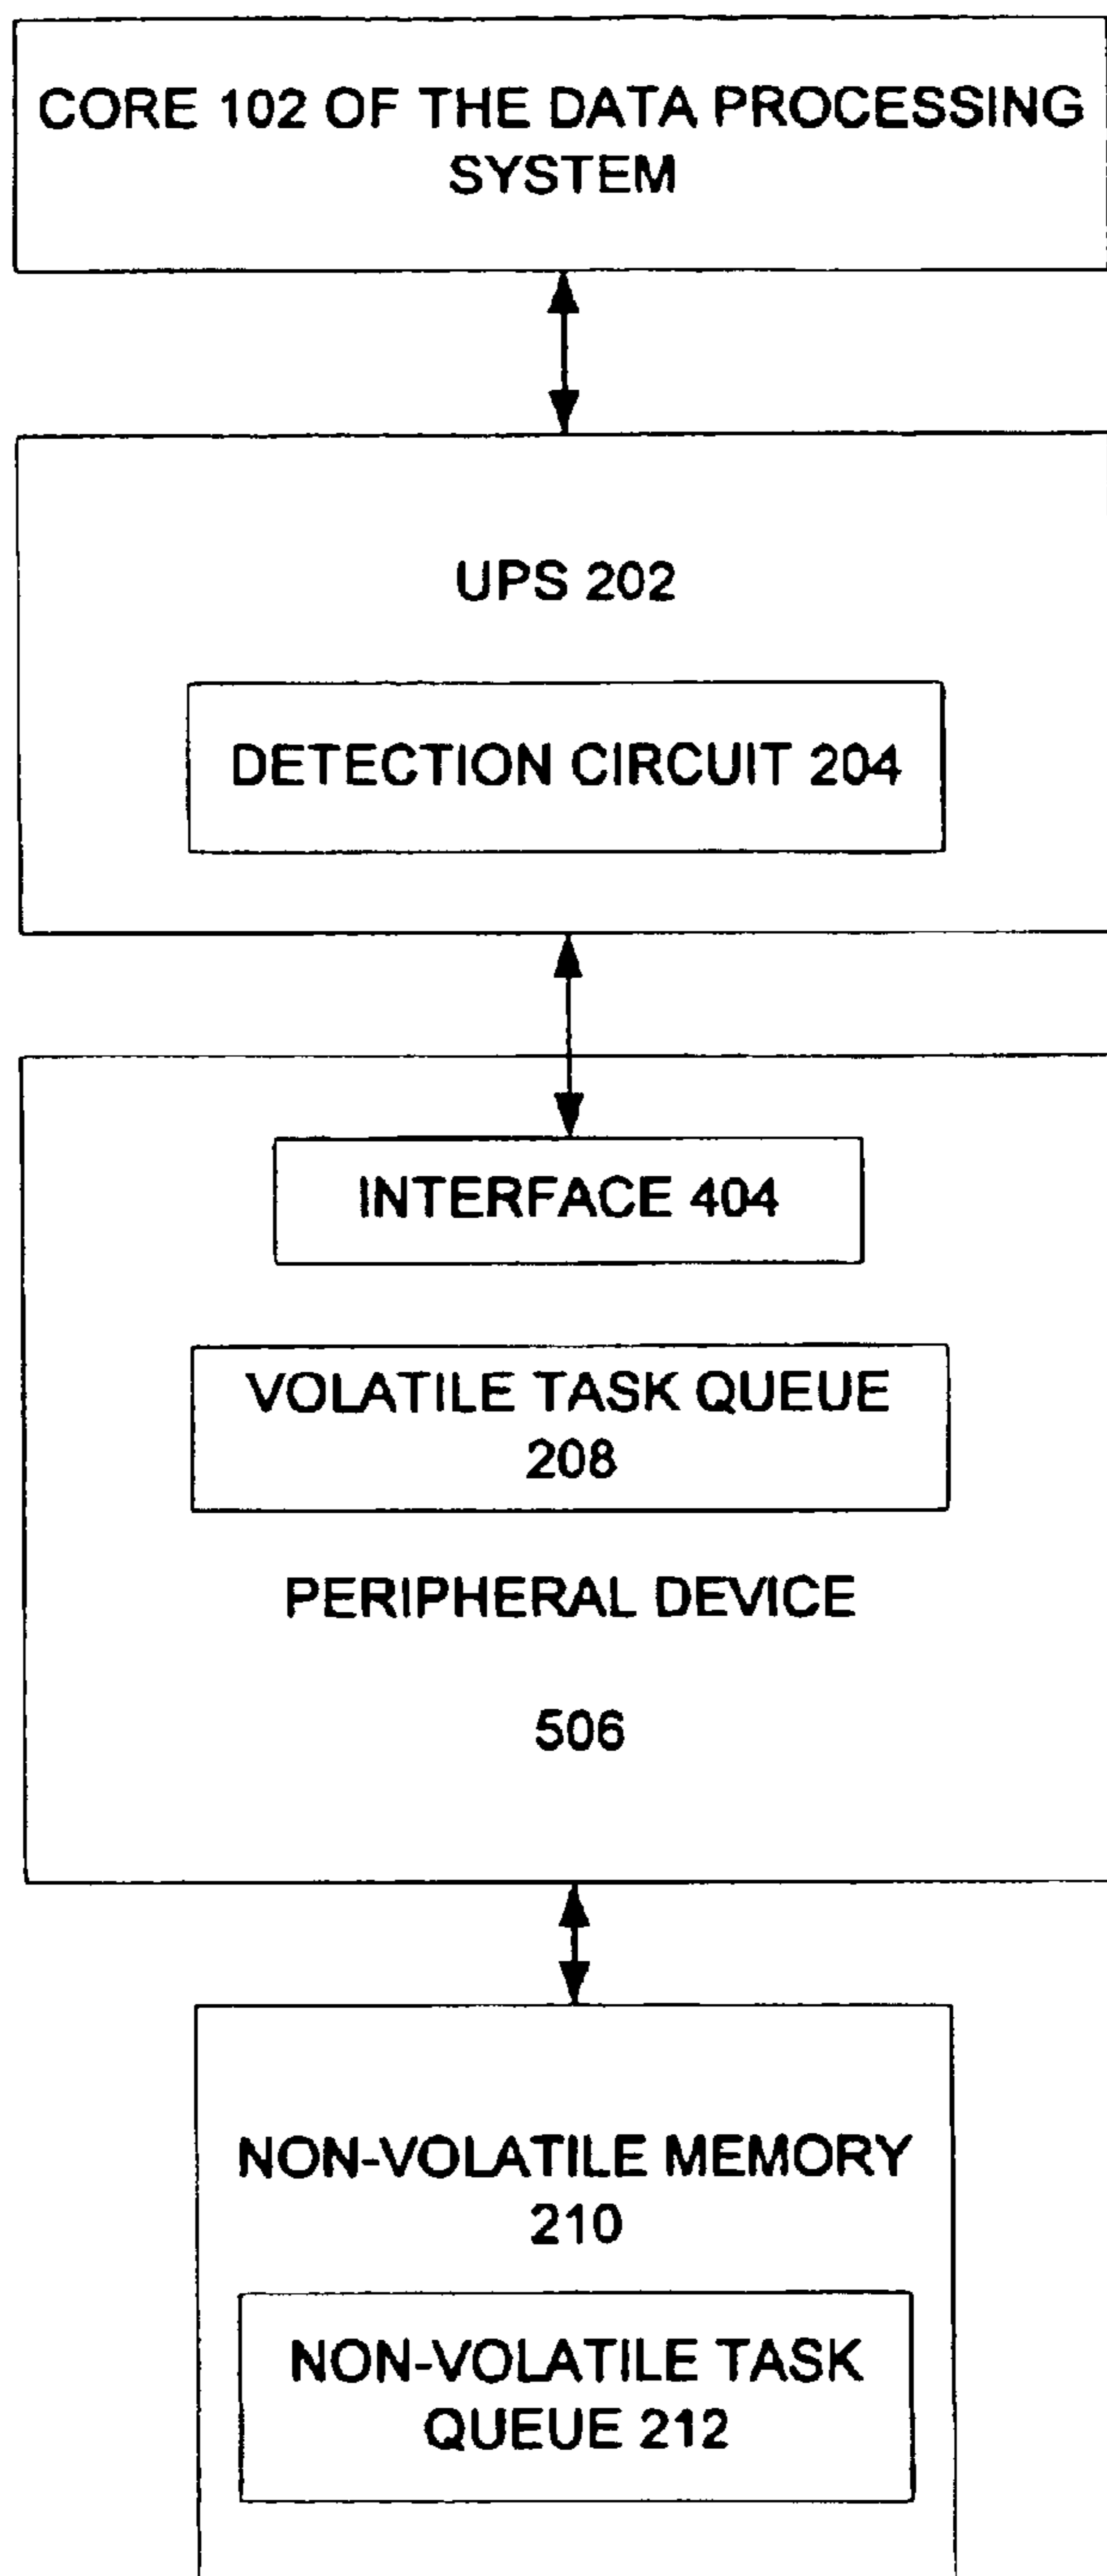 CORE 102 OF THE DATA PROCESSING
SYSTEM
UPS 202
DETECTION CIRCUIT 204
INTERFACE 404
VOLATILE TASK QUEUE
208
PERIPHERAL DEVICE
506
NON-VOLATILE MEMORY
210
NON-VOLATILE TASK
QUEUE 212